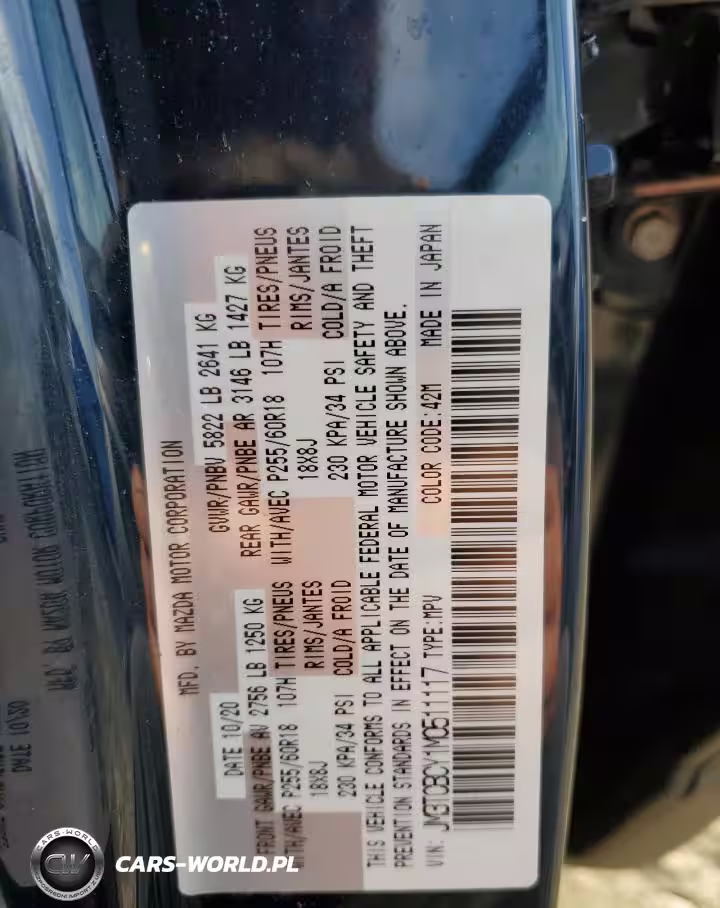 MFD. BY MAZDA MOTOR CORPORATION
DATE 10/20 GVWR/PNBV 5822 LB 2641 KG
FRONT GAWR/PNBE AV 2756 LB 1250 KG REAR GAWR/PNBE AR 3146 LB 1427 KG
WITH/AVEC P255/60R18 107H TIRES/PNEUS WITH/AVEC P255/60R18 107H TIRES/PNEUS
18X8J RIMS/JANTES 18X8J RIMS/JANTES
230 KPA/34 PSI COLD/A FROID 230 KPA/34 PSI COLD/A FROID
THIS VEHICLE CONFORMS TO ALL APPLICABLE FEDERAL MOTOR VEHICLE SAFETY AND THEFT
PREVENTION STANDARDS IN EFFECT ON THE DATE OF MANUFACTURE SHOWN ABOVE.
VIN: JM3TCBCY1M0511117 TYPE:MPV COLOR CODE:42M MADE IN JAPAN
CARS-WORLD
CW
CARS-WORLD.PL